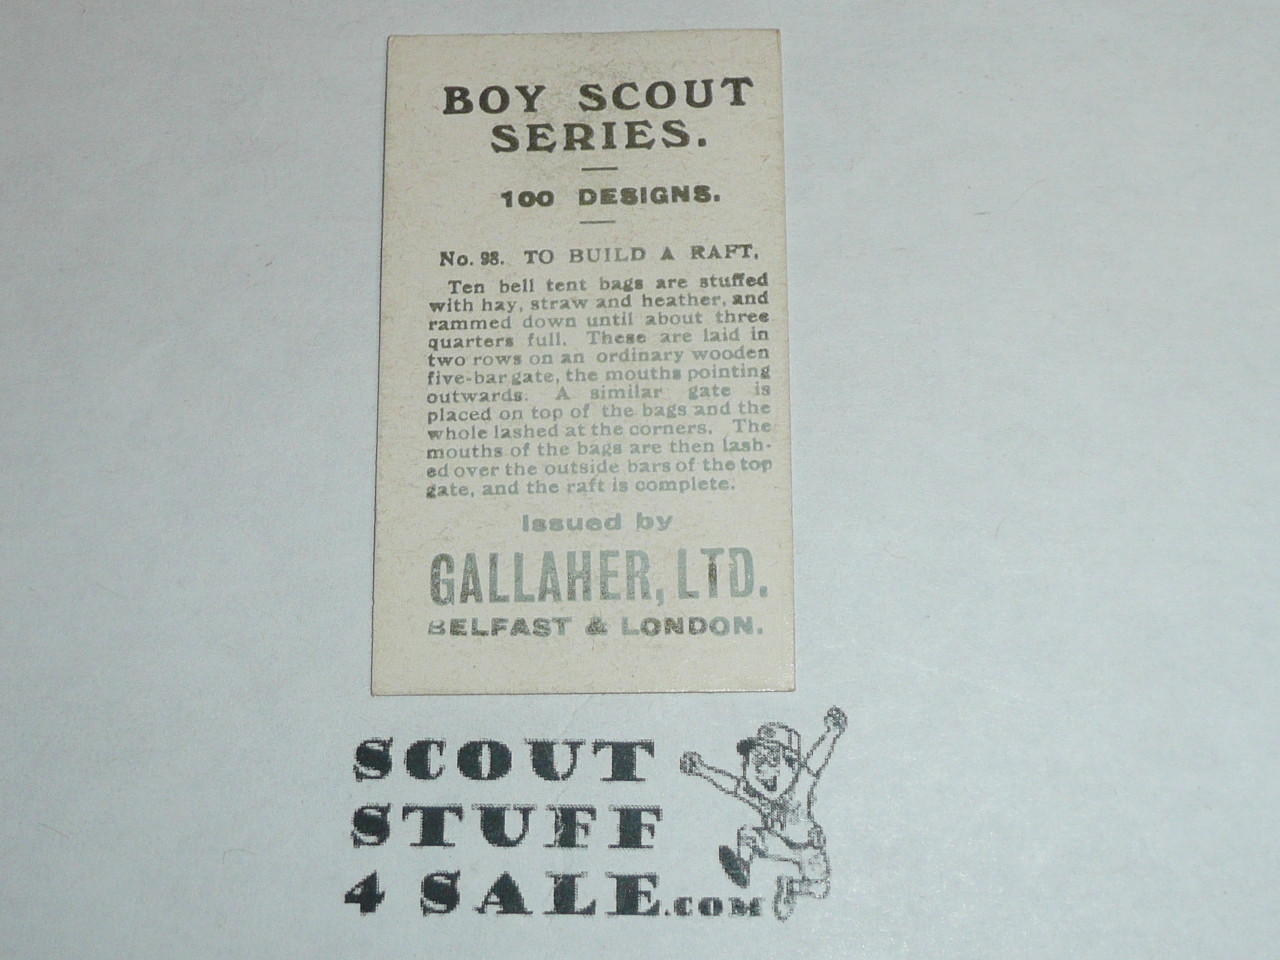 BOY SCOUT
SERIES.
100 DESIGNS.
No. 98. TO BUILD A RAFT.
Ten bell tent bags are stuffed
with hay, straw and heather, and
rammed down until about three
quarters full. These are laid in
two rows on an ordinary wooden
five-bar gate, the mouths pointing
outwards. A similar gate is
placed on top of the bags and the
whole lashed at the corners. The
mouths of the bags are then lash-
ed over the outside bars of the top
gate, and the raft is complete.
Issued by
GALLAHER, LTD.
BELFAST & LONDON.
SCOUT
STUFF
4 SALE.COM